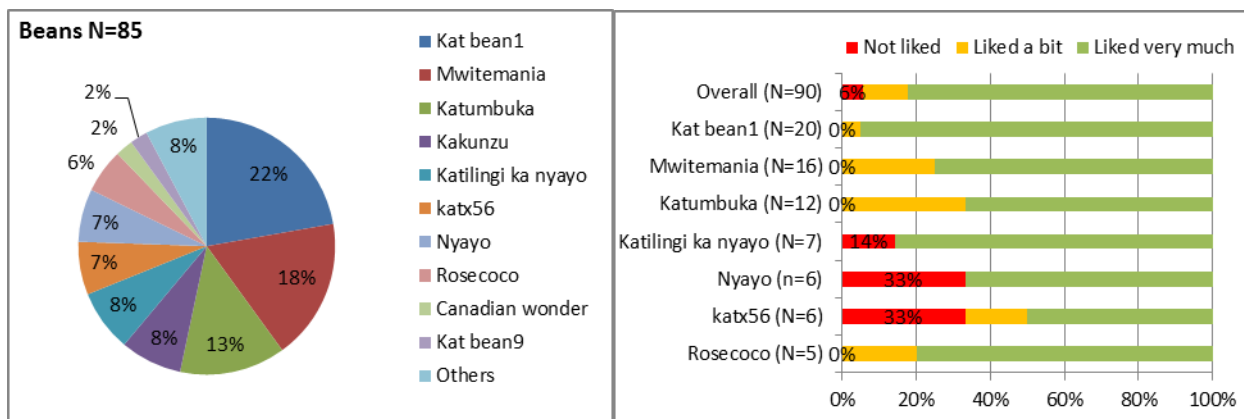 Beans N=85
2%
2%
6%
7%
7%
8%
8%
13%
18%
22%
8%
Kat bean1
Mwitemania
Katumbuka
Kakunzu
Katilingi ka nyayo
katx56
Nyayo
Rosecoco
Canadian wonder
Kat bean9
Others
Not liked Liked a bit Liked very much
Overall (N=90) 6%
Kat bean1 (N=20) 0%
Mwitemania (N=16) 0%
Katumbuka (N=12) 0%
Katilingi ka nyayo (N=7) 14%
Nyayo (n=6) 33%
katx56 (N=6) 33%
Rosecoco (N=5) 0%
0% 20% 40% 60% 80% 100%